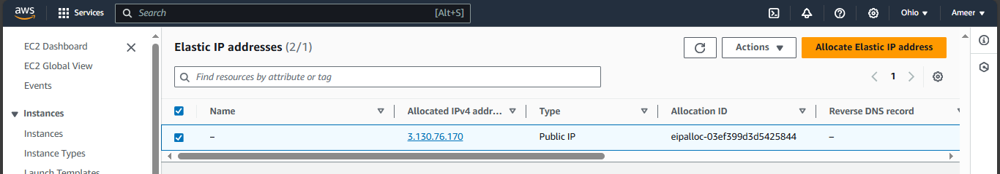 aws Services Search [Alt+S] Ohio Ameer
EC2 Dashboard
EC2 Global View
Events
Instances
Instances
Instance Types
Launch Templates
Elastic IP addresses (2/1) Actions Allocate Elastic IP address
Find resources by attribute or tag 1
Name Allocated IPv4 addr... Type Allocation ID Reverse DNS record
– 3.130.76.170 Public IP eipalloc-03ef399d3d5425844 –